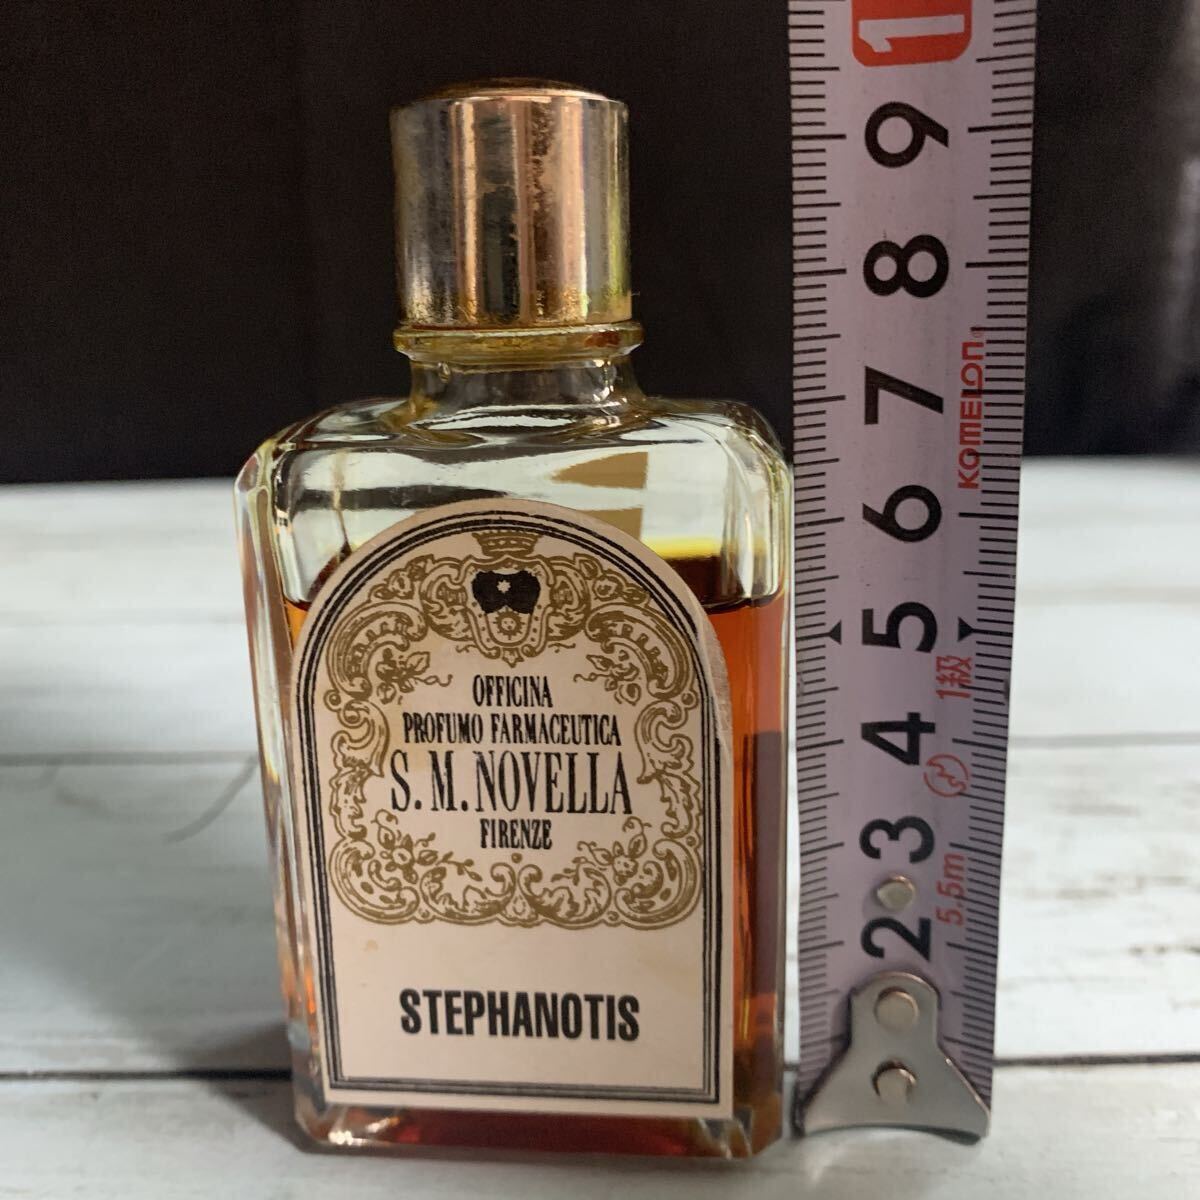 OFFICINA
PROFUMO FARMACEUTICA
S. M. NOVELLA
FIRENZE
STEPHANOTIS
1
9
8
7
6
5
4
3
2
KOMELON
1級
5.5m